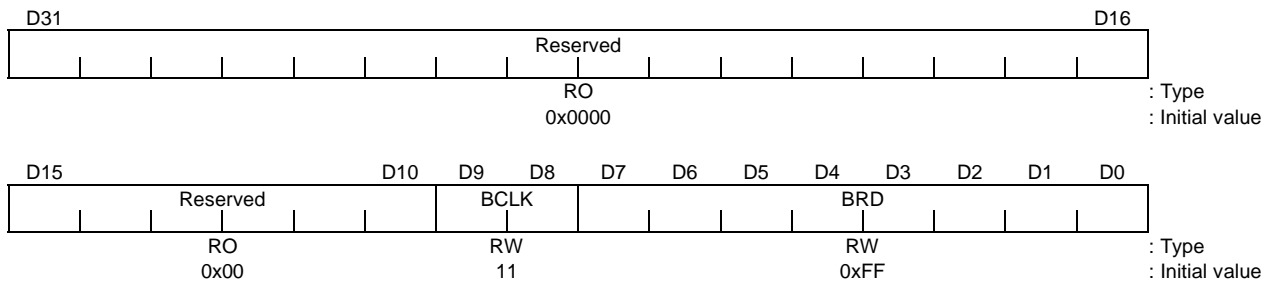 D31 D16
Reserved
RO : Type
0x0000 : Initial value
D15 D10 D9 D8 D7 D6 D5 D4 D3 D2 D1 D0
Reserved BCLK BRD
RO RW RW : Type
0x00 11 0xFF : Initial value